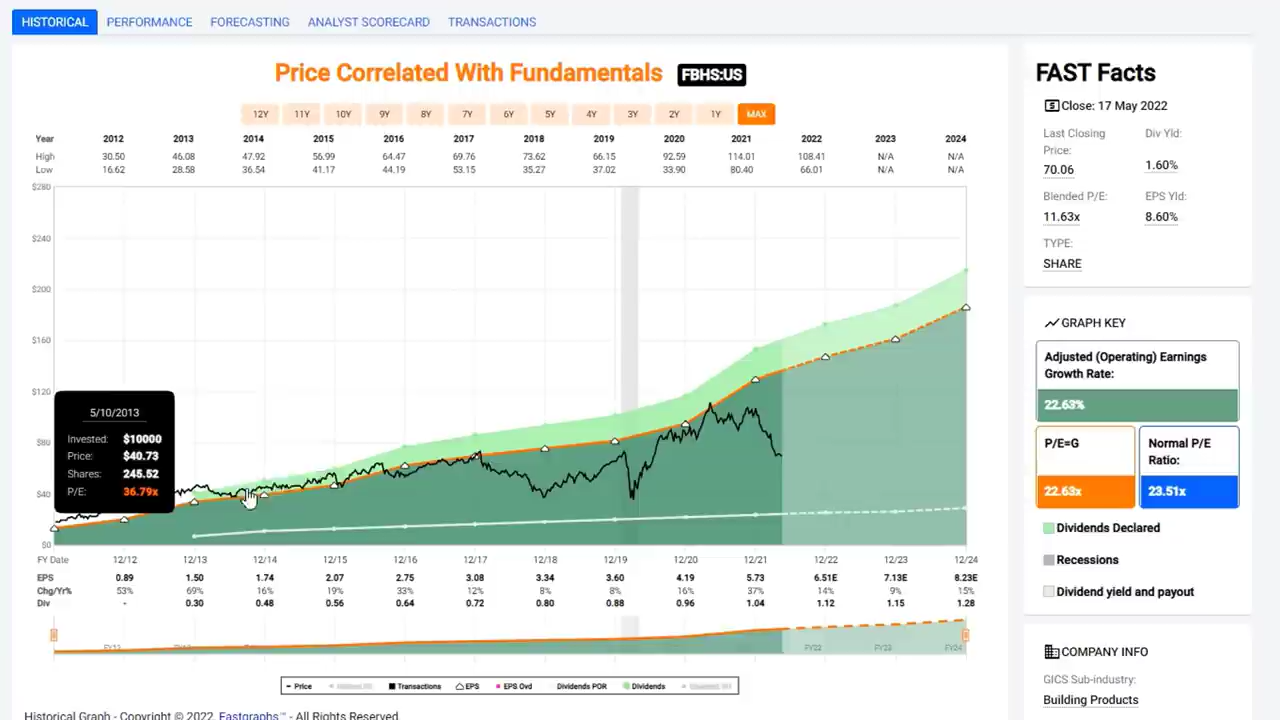 HISTORICAL PERFORMANCE FORECASTING ANALYST SCORECARD TRANSACTIONS
Price Correlated With Fundamentals FBHS:US
12Y 11Y 10Y 9Y 8Y 7Y 6Y 5Y 4Y 3Y 2Y 1Y MAX
Year 2012 2013 2014 2015 2016 2017 2018 2019 2020 2021 2022 2023 2024
High 30.50 46.08 47.92 56.99 64.47 69.76 73.62 66.15 92.59 114.01 108.41 N/A N/A
Low 16.62 28.58 36.54 41.17 44.19 53.15 35.27 37.02 33.90 80.40 66.01 N/A N/A
$280
$240
$200
$160
$120
$80
$40
$0
5/10/2013
Invested: $10000
Price: $40.73
Shares: 245.52
P/E: 36.79x
FY Date 12/12 12/13 12/14 12/15 12/16 12/17 12/18 12/19 12/20 12/21 12/22 12/23 12/24
EPS 0.89 1.50 1.74 2.07 2.75 3.08 3.34 3.60 4.19 5.73 6.51E 7.13E 8.23E
Chg/Yr% 53% 69% 16% 19% 33% 12% 8% 8% 16% 37% 14% 9% 15%
Div - 0.30 0.48 0.56 0.64 0.72 0.80 0.88 0.96 1.04 1.12 1.15 1.28
FY22 FY23 FY24
Price Transactions EPS EPS Ovd Dividends POR Dividends
Historical Graph - Copyright © 2022, Fastgraphs™ - All Rights Reserved.
FAST Facts
Close: 17 May 2022
Last Closing Price: 70.06
Div Yld: 1.60%
Blended P/E: 11.63x
EPS Yld: 8.60%
TYPE:
SHARE
GRAPH KEY
Adjusted (Operating) Earnings
Growth Rate:
22.63%
P/E=G
22.63x
Normal P/E
Ratio:
23.51x
Dividends Declared
Recessions
Dividend yield and payout
COMPANY INFO
GICS Sub-industry:
Building Products